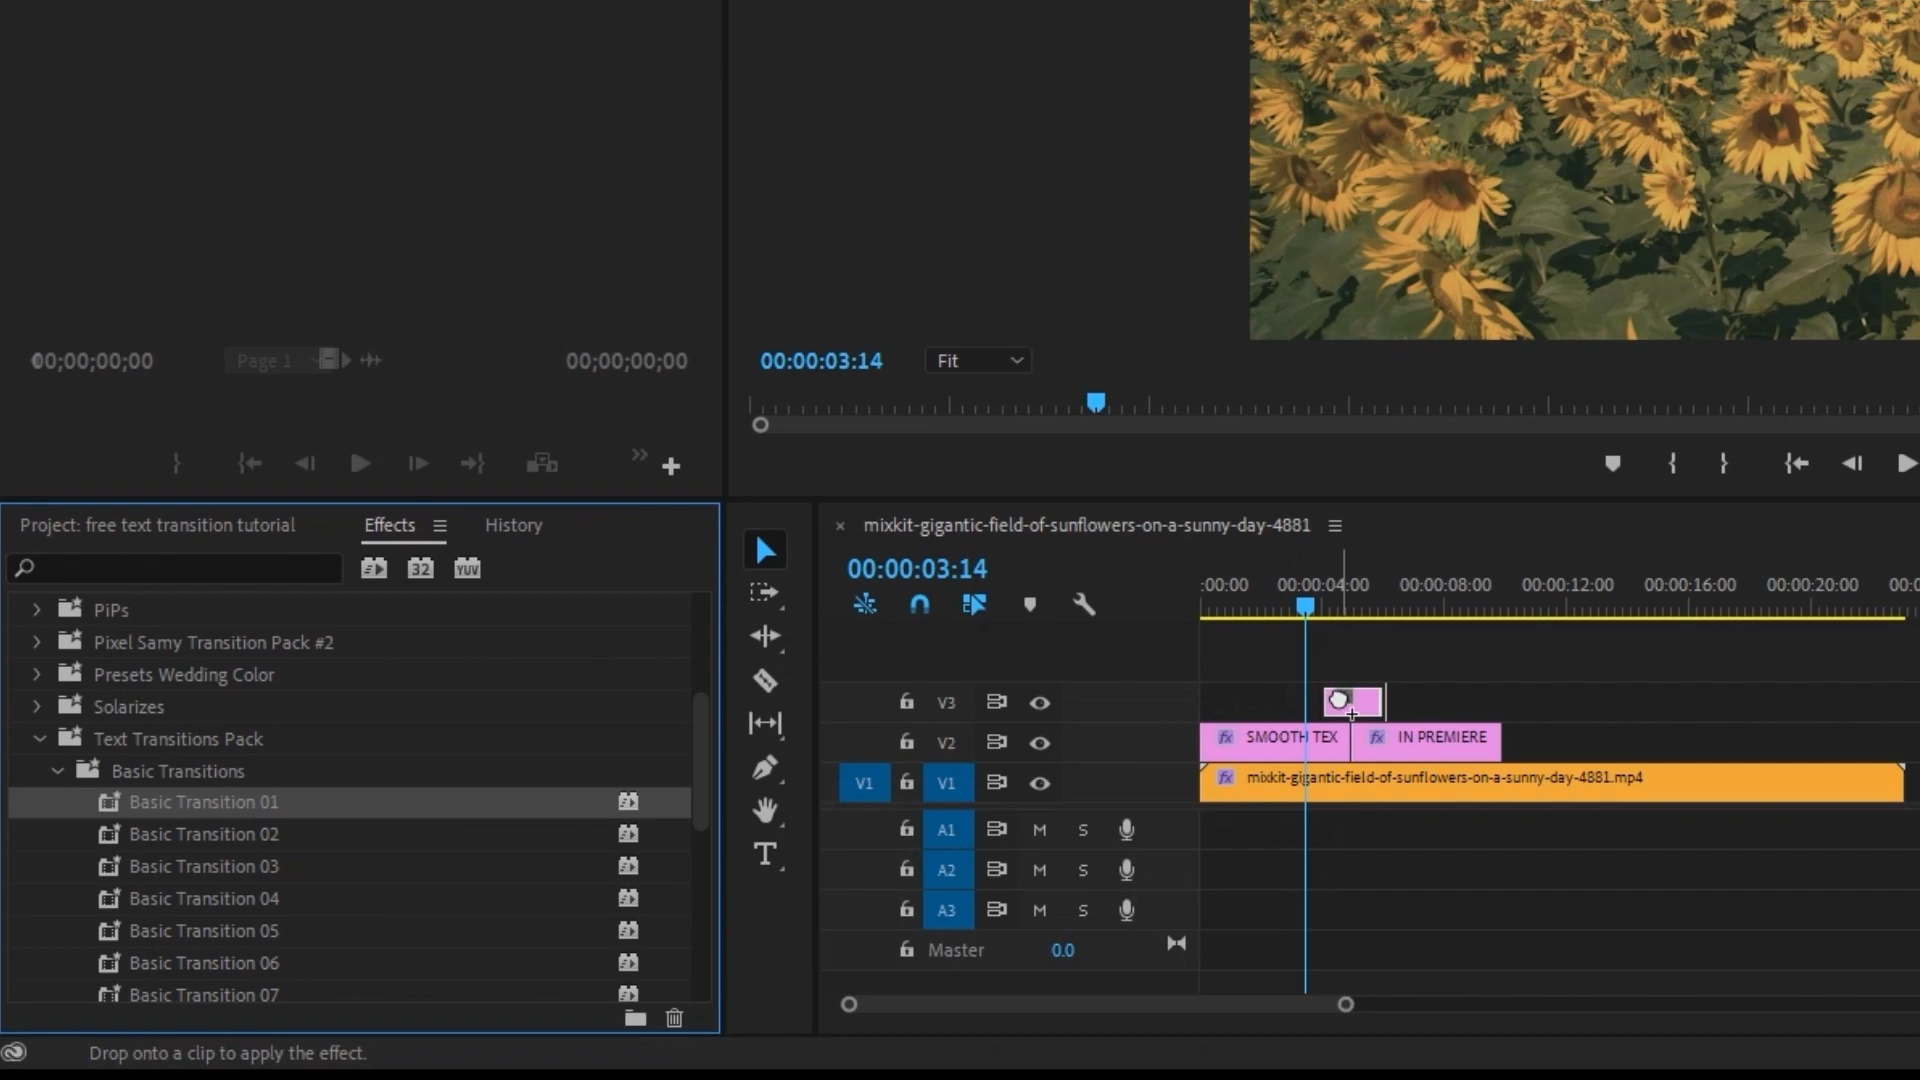 00;00;00;00
Page 1
00;00;00;00
00:00:03:14
Fit
Project: free text transition tutorial
Effects
History
32
YUV
PiPs
Pixel Samy Transition Pack #2
Presets Wedding Color
Solarizes
Text Transitions Pack
Basic Transitions
Basic Transition 01
Basic Transition 02
Basic Transition 03
Basic Transition 04
Basic Transition 05
Basic Transition 06
Basic Transition 07
Drop onto a clip to apply the effect.
mixkit-gigantic-field-of-sunflowers-on-a-sunny-day-4881
00:00:03:14
:00:00 00:00:04:00 00:00:08:00 00:00:12:00 00:00:16:00 00:00:20:00 00:0
V3
V2 fx SMOOTH TEX fx IN PREMIERE
V1 V1 fx mixkit-gigantic-field-of-sunflowers-on-a-sunny-day-4881.mp4
A1 M S
A2 M S
A3 M S
Master 0.0